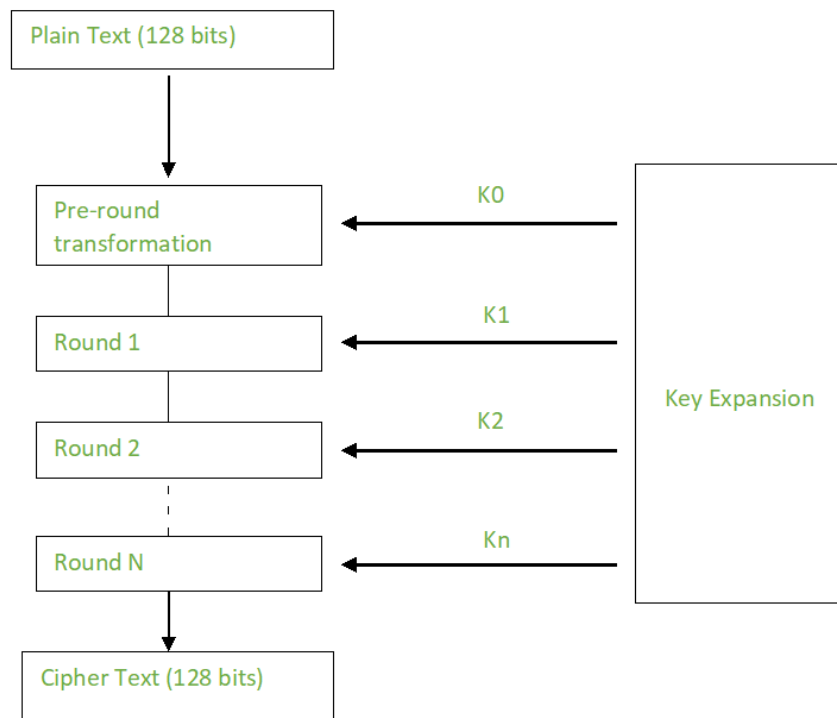 Plain Text (128 bits)
Pre-round
transformation
K0
Round 1
K1
Key Expansion
Round 2
K2
Round N
Kn
Cipher Text (128 bits)